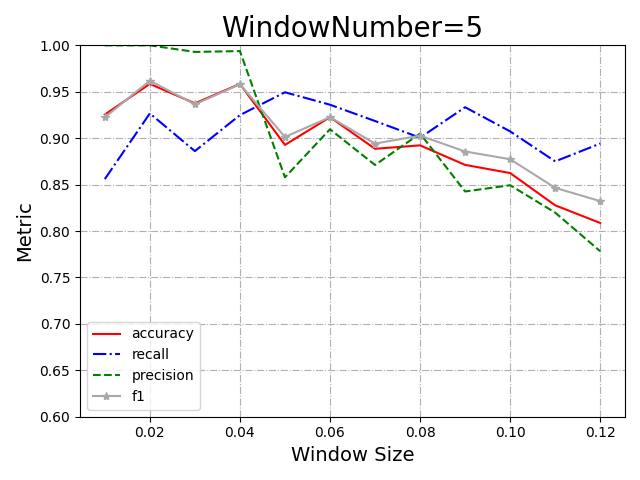 WindowNumber=5
1.00
0.95
0.90
0.85
0.80
0.75
0.70
0.65
0.60
Metric
accuracy
recall
precision
f1
0.02 0.04 0.06 0.08 0.10 0.12
Window Size